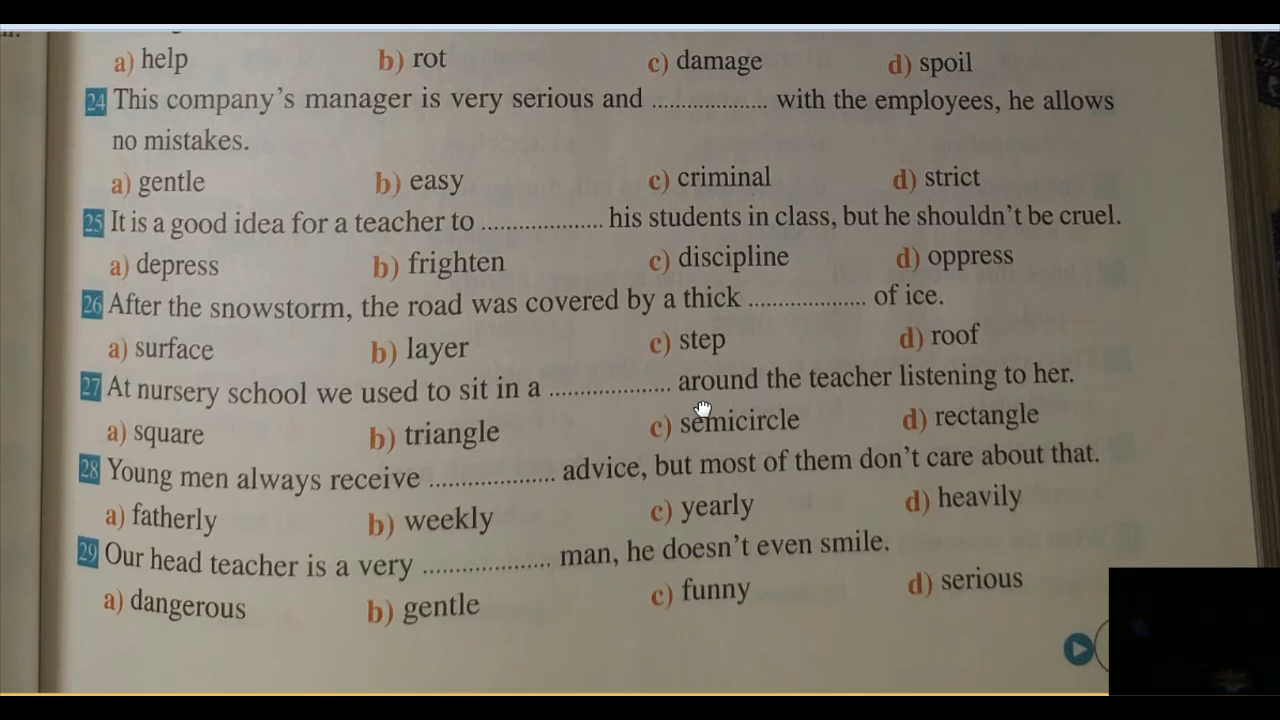 a) help b) rot c) damage d) spoil
24 This company's manager is very serious and .................. with the employees, he allows
no mistakes.
a) gentle b) easy c) criminal d) strict
25 It is a good idea for a teacher to .................. his students in class, but he shouldn't be cruel.
a) depress b) frighten c) discipline d) oppress
26 After the snowstorm, the road was covered by a thick .................. of ice.
a) surface b) layer c) step d) roof
27 At nursery school we used to sit in a .................. around the teacher listening to her.
a) square b) triangle c) semicircle d) rectangle
28 Young men always receive .................. advice, but most of them don't care about that.
a) fatherly b) weekly c) yearly d) heavily
29 Our head teacher is a very .................. man, he doesn't even smile.
a) dangerous b) gentle c) funny d) serious